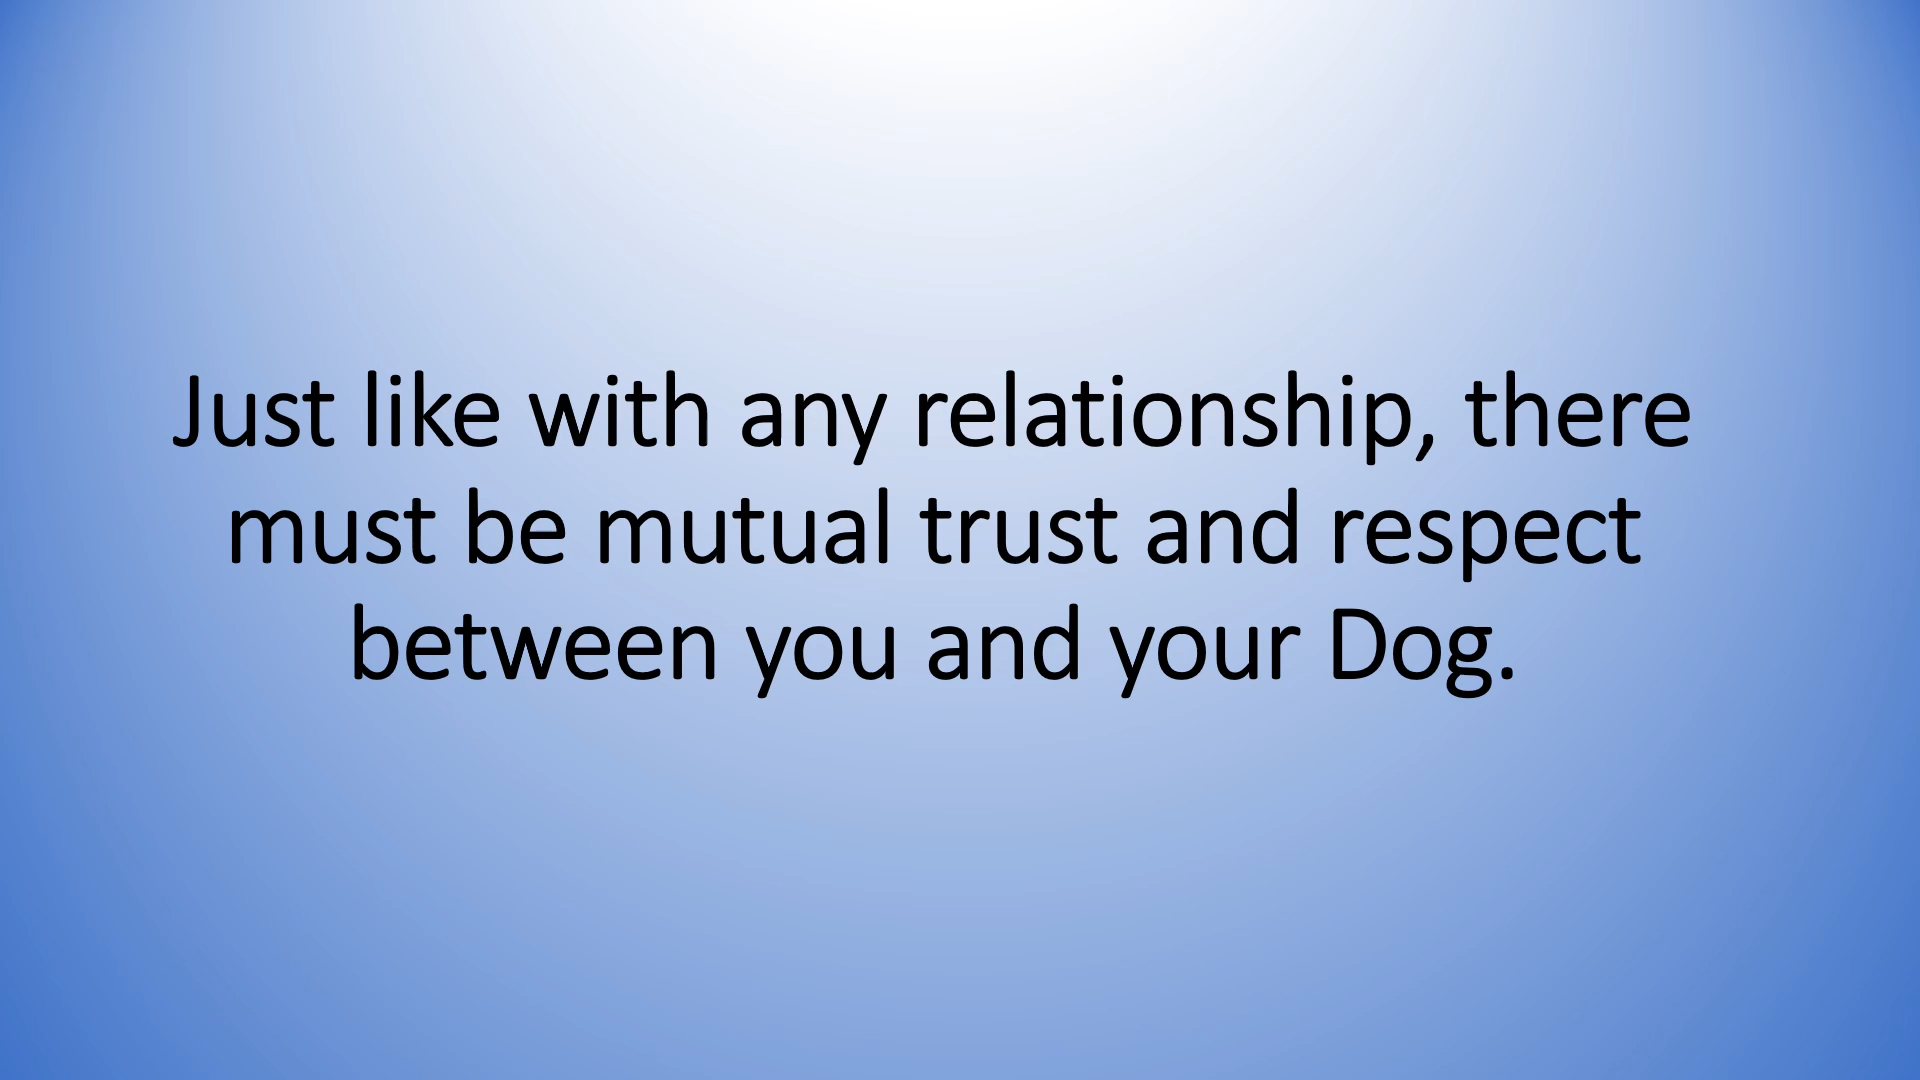 Just like with any relationship, there
must be mutual trust and respect
between you and your Dog.